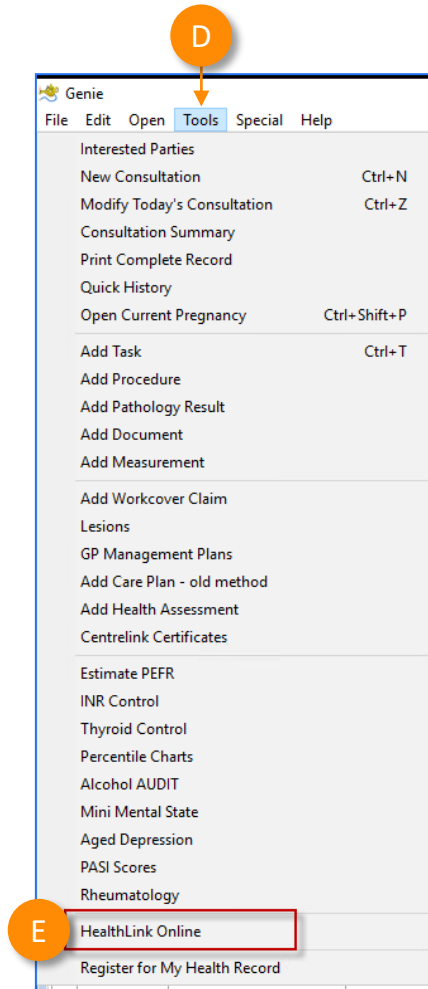 D
Genie
File Edit Open Tools Special Help
Interested Parties
New Consultation Ctrl+N
Modify Today's Consultation Ctrl+Z
Consultation Summary
Print Complete Record
Quick History
Open Current Pregnancy Ctrl+Shift+P
Add Task Ctrl+T
Add Procedure
Add Pathology Result
Add Document
Add Measurement
Add Workcover Claim
Lesions
GP Management Plans
Add Care Plan - old method
Add Health Assessment
Centrelink Certificates
Estimate PEFR
INR Control
Thyroid Control
Percentile Charts
Alcohol AUDIT
Mini Mental State
Aged Depression
PASI Scores
Rheumatology
E HealthLink Online
Register for My Health Record